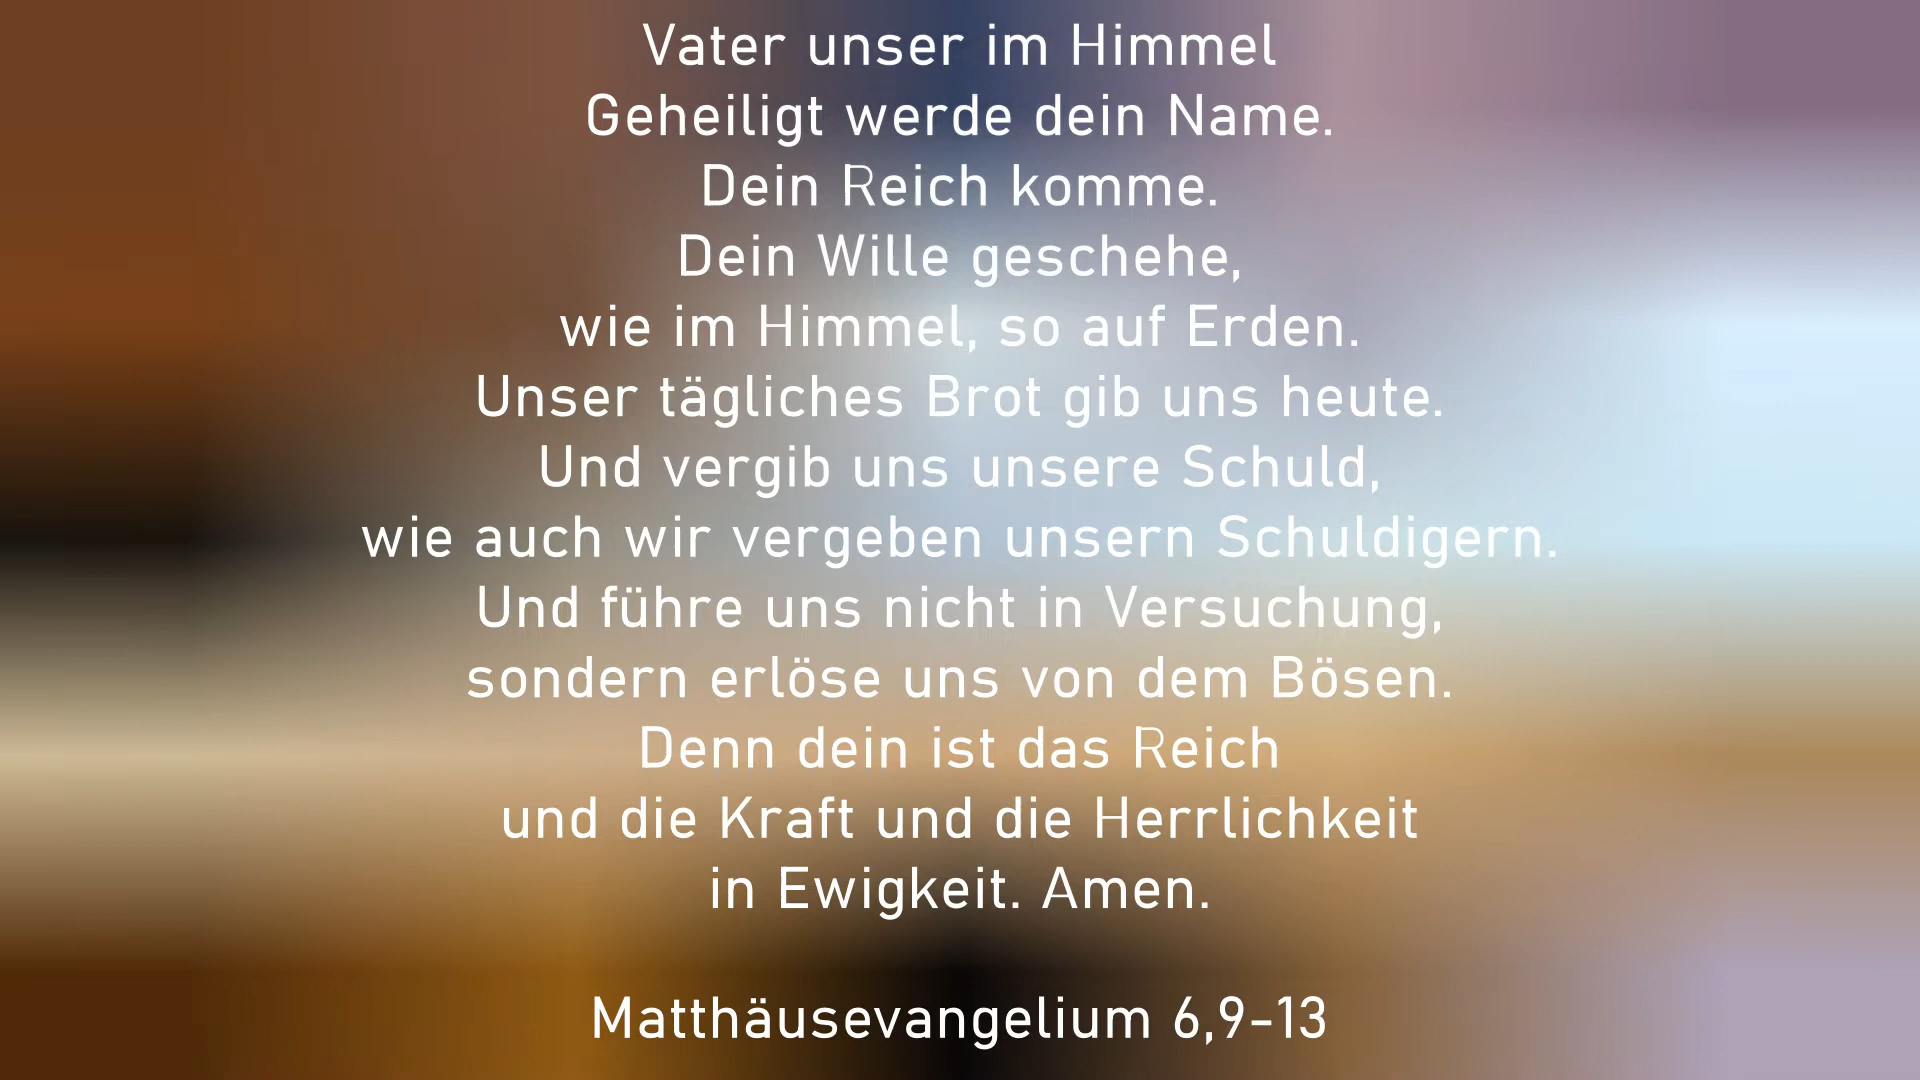 Vater unser im Himmel
Geheiligt werde dein Name.
Dein Reich komme.
Dein Wille geschehe,
wie im Himmel, so auf Erden.
Unser tägliches Brot gib uns heute.
Und vergib uns unsere Schuld,
wie auch wir vergeben unsern Schuldigern.
Und führe uns nicht in Versuchung,
sondern erlöse uns von dem Bösen.
Denn dein ist das Reich
und die Kraft und die Herrlichkeit
in Ewigkeit. Amen.
Matthäusevangelium 6,9-13